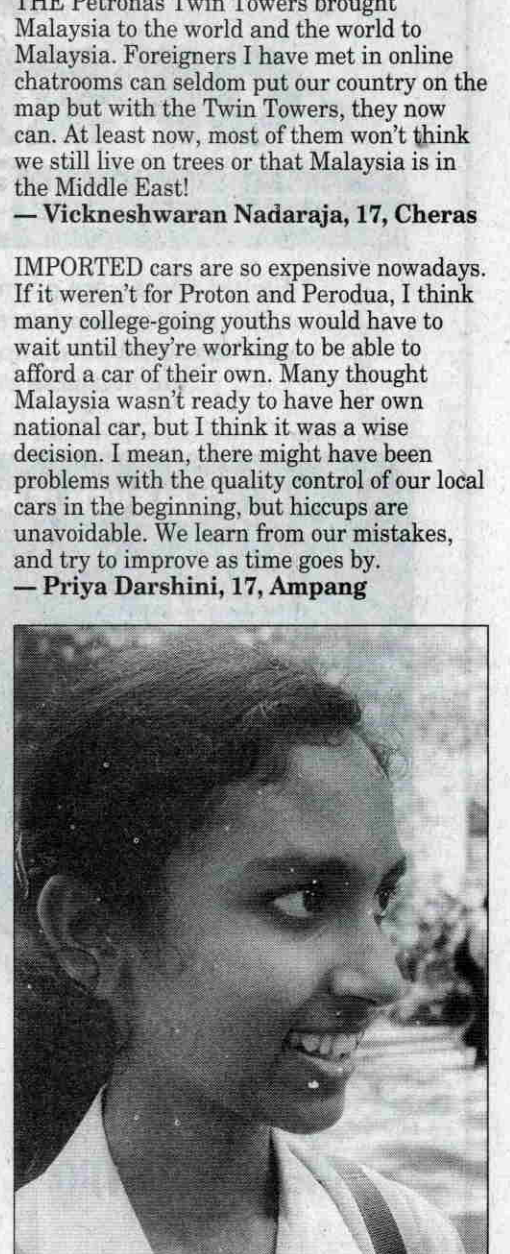 THE Petronas Twin Towers brought
Malaysia to the world and the world to
Malaysia. Foreigners I have met in online
chatrooms can seldom put our country on the
map but with the Twin Towers, they now
can. At least now, most of them won't think
we still live on trees or that Malaysia is in
the Middle East!
— Vickneshwaran Nadaraja, 17, Cheras
IMPORTED cars are so expensive nowadays.
If it weren't for Proton and Perodua, I think
many college-going youths would have to
wait until they're working to be able to
afford a car of their own. Many thought
Malaysia wasn't ready to have her own
national car, but I think it was a wise
decision. I mean, there might have been
problems with the quality control of our local
cars in the beginning, but hiccups are
unavoidable. We learn from our mistakes,
and try to improve as time goes by.
— Priya Darshini, 17, Ampang